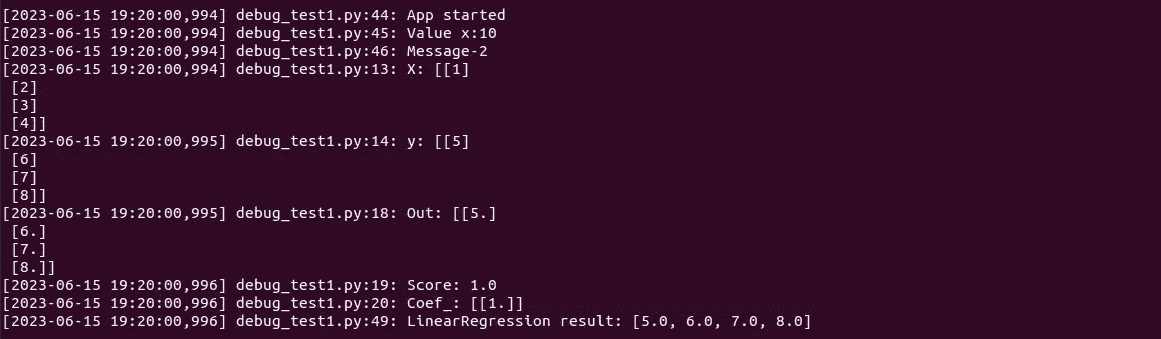 [2023-06-15 19:20:00,994] debug_test1.py:44: App started
[2023-06-15 19:20:00,994] debug_test1.py:45: Value x:10
[2023-06-15 19:20:00,994] debug_test1.py:46: Message-2
[2023-06-15 19:20:00,994] debug_test1.py:13: X: [[1]
 [2]
 [3]
 [4]]
[2023-06-15 19:20:00,995] debug_test1.py:14: y: [[5]
 [6]
 [7]
 [8]]
[2023-06-15 19:20:00,995] debug_test1.py:18: Out: [[5.]
 [6.]
 [7.]
 [8.]]
[2023-06-15 19:20:00,996] debug_test1.py:19: Score: 1.0
[2023-06-15 19:20:00,996] debug_test1.py:20: Coef_: [[1.]]
[2023-06-15 19:20:00,996] debug_test1.py:49: LinearRegression result: [5.0, 6.0, 7.0, 8.0]